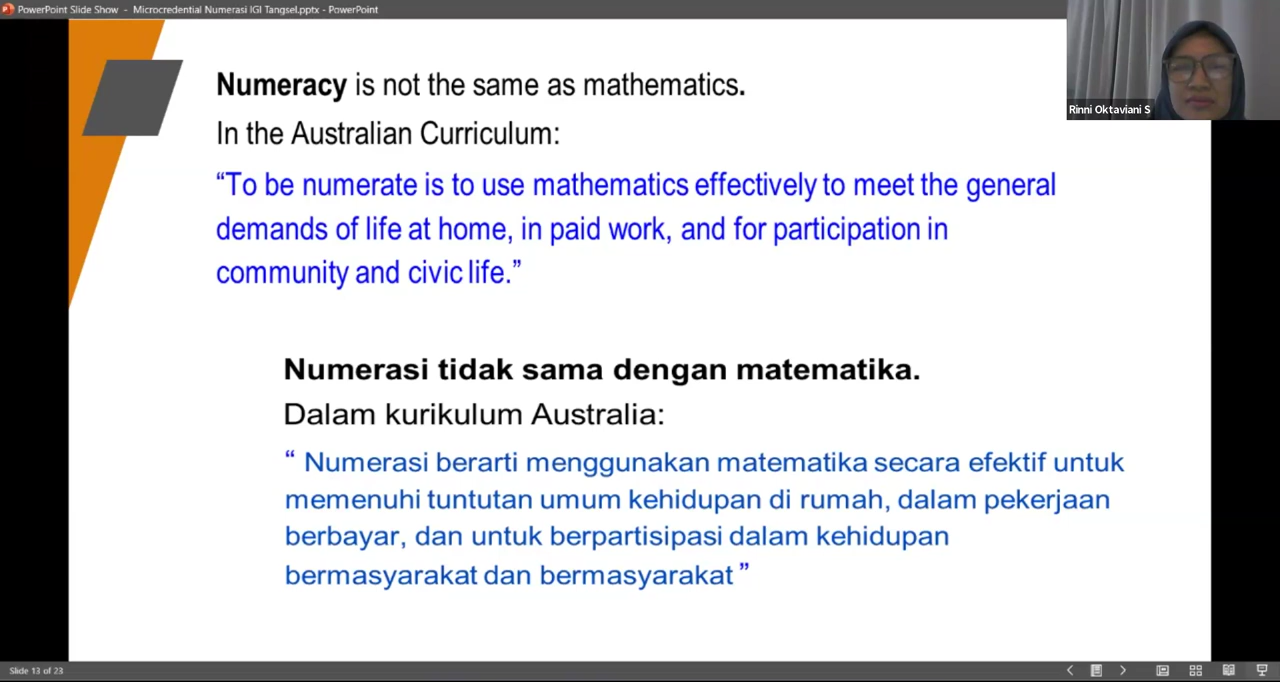 PowerPoint Slide Show - Microcredential Numerasi IGI Tangsel.pptx - PowerPoint
Rinni Oktaviani S
Numeracy is not the same as mathematics.
In the Australian Curriculum:
“To be numerate is to use mathematics effectively to meet the general
demands of life at home, in paid work, and for participation in
community and civic life.”
Numerasi tidak sama dengan matematika.
Dalam kurikulum Australia:
“ Numerasi berarti menggunakan matematika secara efektif untuk
memenuhi tuntutan umum kehidupan di rumah, dalam pekerjaan
berbayar, dan untuk berpartisipasi dalam kehidupan
bermasyarakat dan bermasyarakat ”
Slide 13 of 23